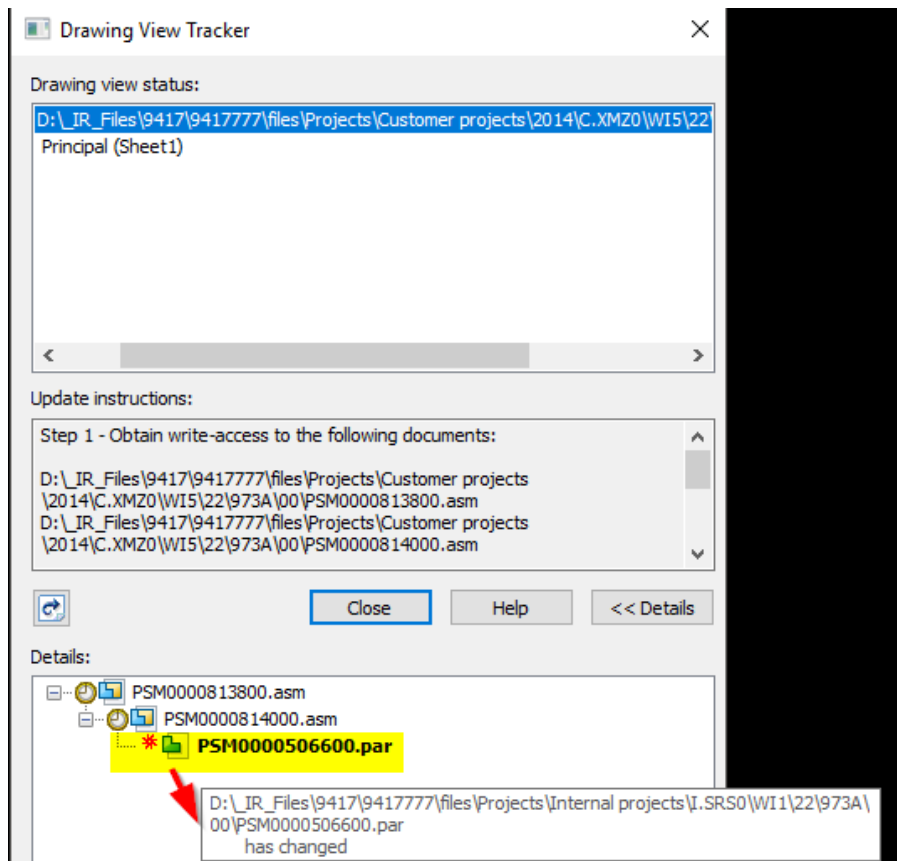 Drawing View Tracker
Drawing view status:
D:\_IR_Files\9417\9417777\files\Projects\Customer projects\2014\C.XMZ0\WI5\22\
Principal (Sheet1)
Update instructions:
Step 1 - Obtain write-access to the following documents:
D:\_IR_Files\9417\9417777\files\Projects\Customer projects
\2014\C.XMZ0\WI5\22\973A\00\PSM0000813800.asm
D:\_IR_Files\9417\9417777\files\Projects\Customer projects
\2014\C.XMZ0\WI5\22\973A\00\PSM0000814000.asm
Close Help << Details
Details:
PSM0000813800.asm
PSM0000814000.asm
PSM0000506600.par
D:\_IR_Files\9417\9417777\files\Projects\Internal projects\I.SRS0\WI1\22\973A\
00\PSM0000506600.par
has changed